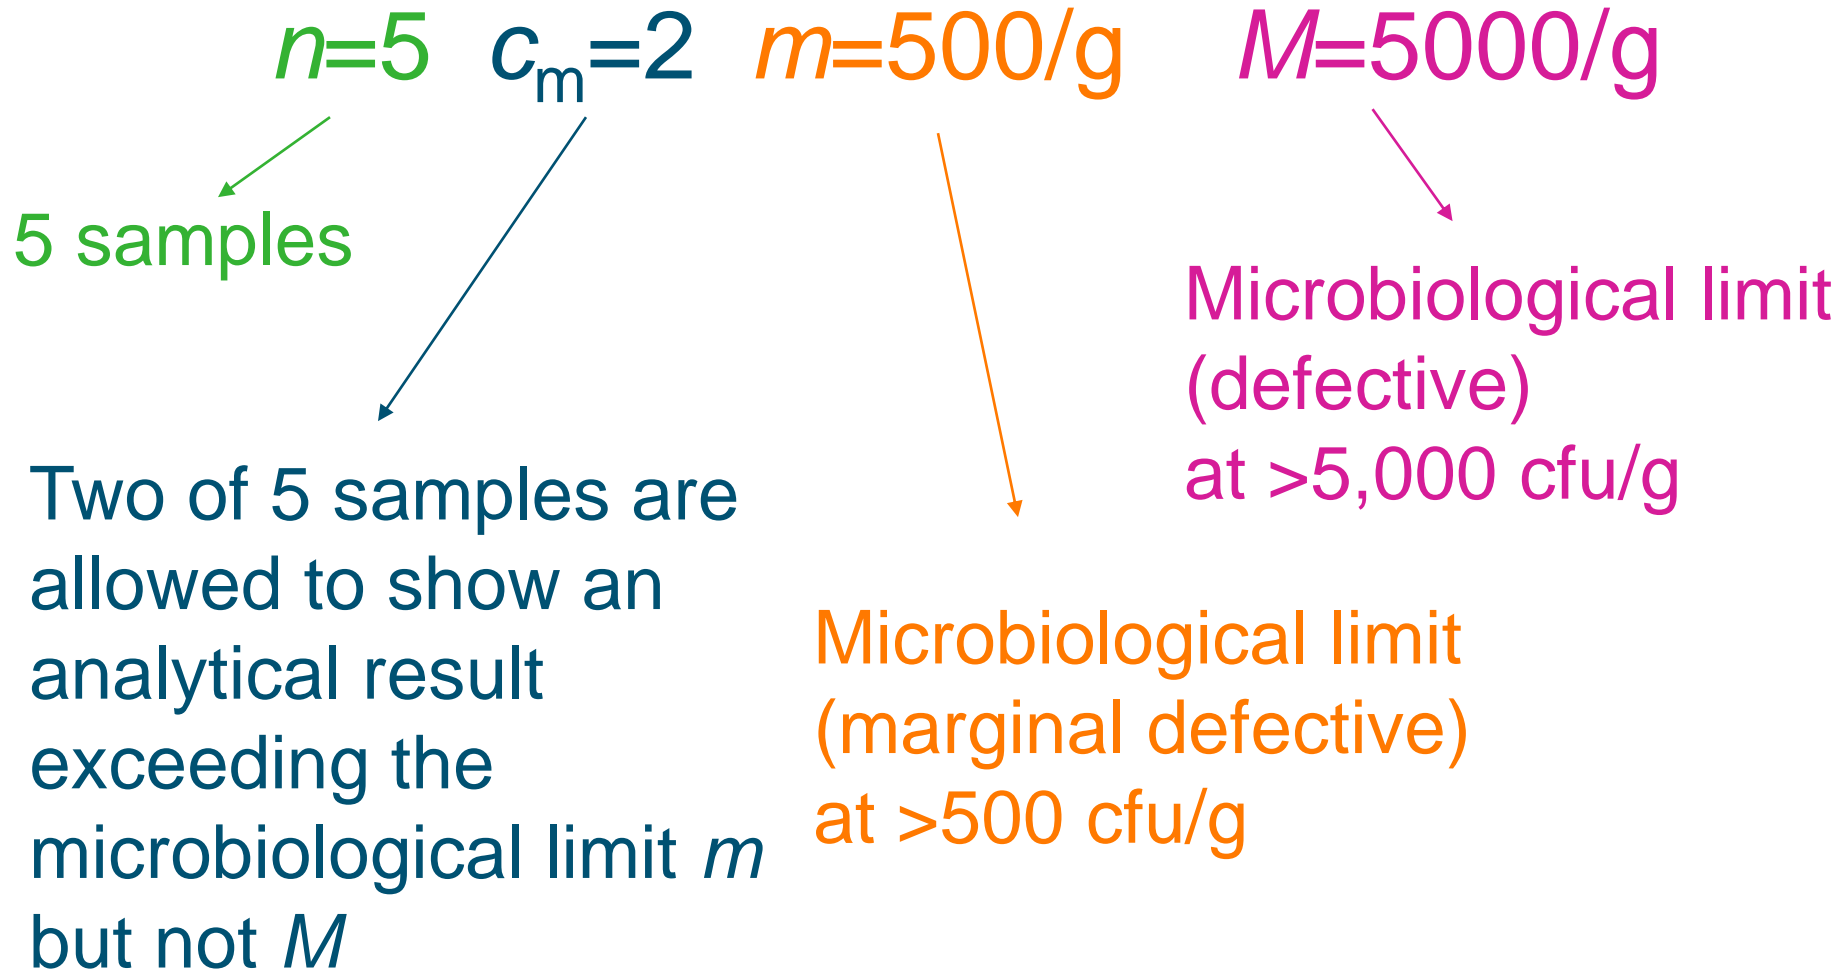 n=5 cm=2 m=500/g M=5000/g
5 samples
Two of 5 samples are
allowed to show an
analytical result
exceeding the
microbiological limit m
but not M
Microbiological limit
(marginal defective)
at >500 cfu/g
Microbiological limit
(defective)
at >5,000 cfu/g